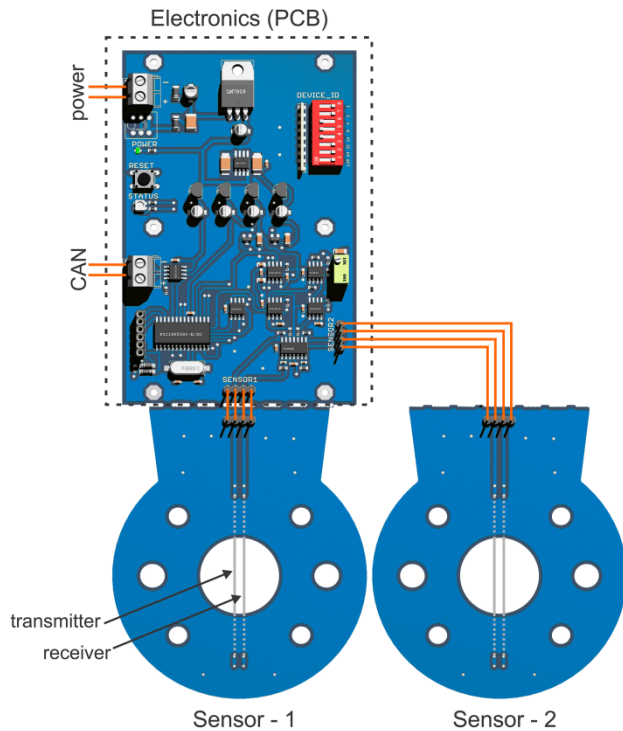 Electronics (PCB)
power
-
+
DEVICE_ID
POWER
RESET
STATUS
CAN
SENSOR2
SENSOR1
transmitter
receiver
Sensor - 1
Sensor - 2